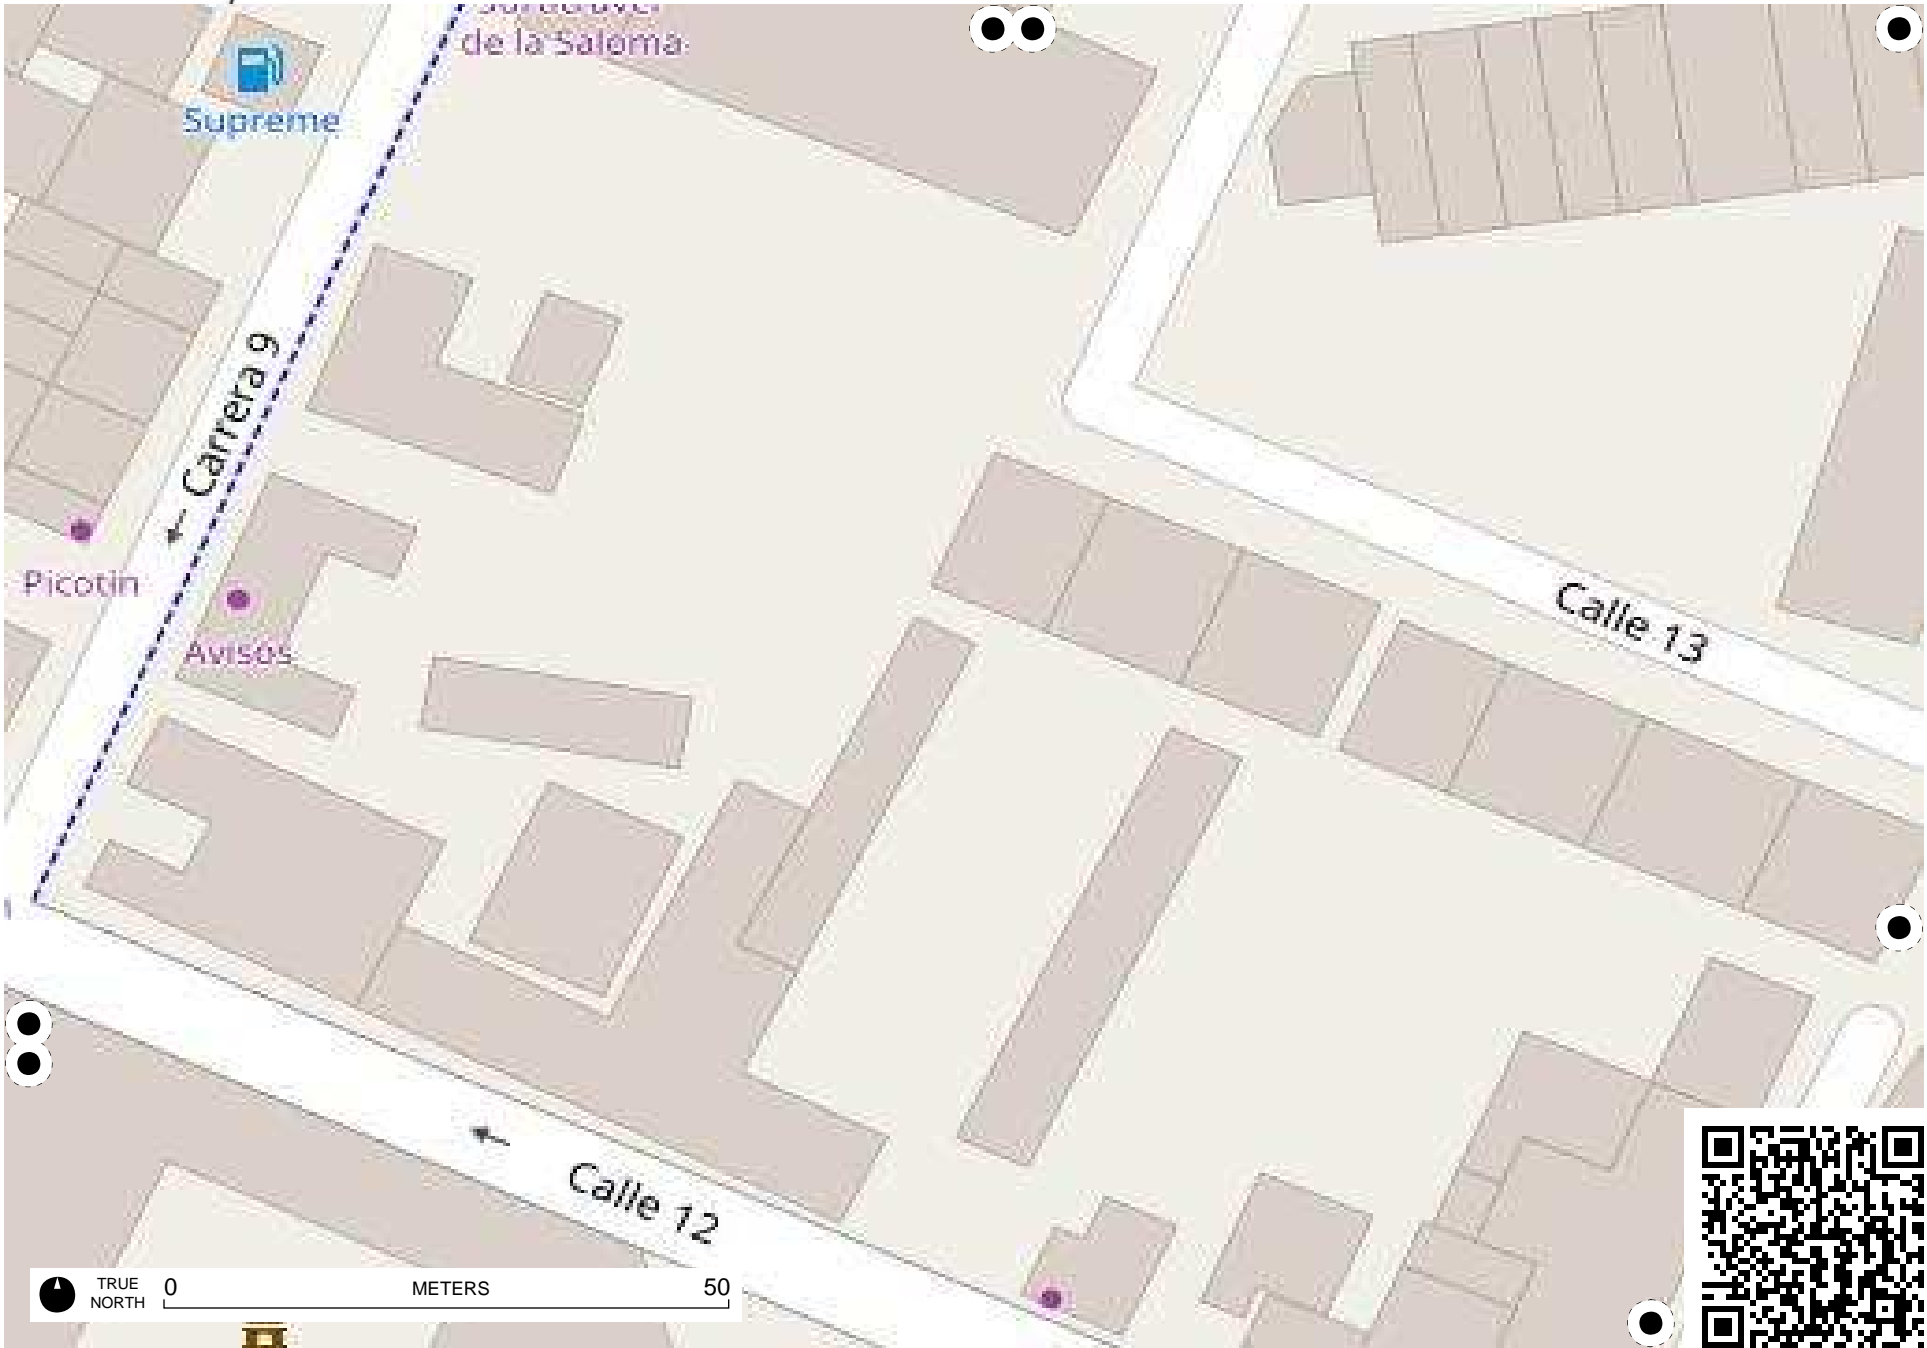 de la Saloma
Supreme
Carrera 9
Picotin
Avisos
Calle 13
Calle 12
TRUE
NORTH
0 METERS 50